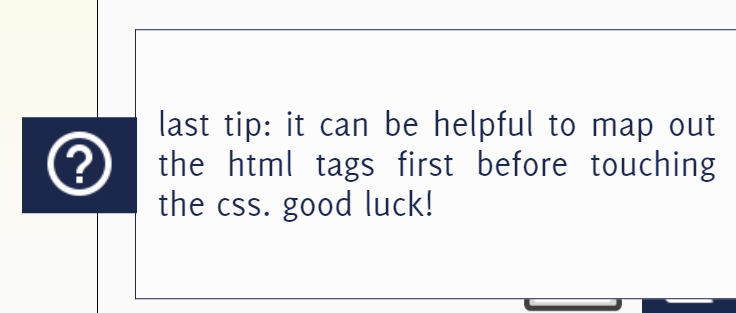 last tip: it can be helpful to map out
the html tags first before touching
the css. good luck!